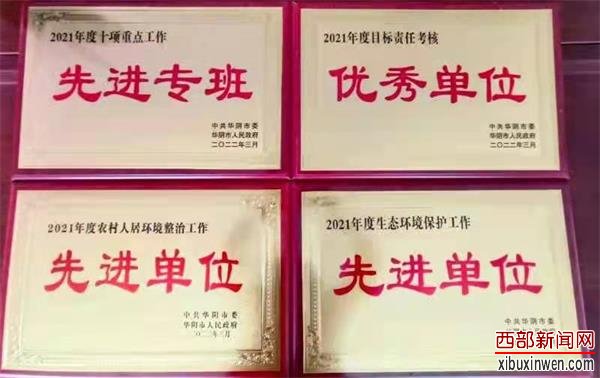 2021年度十项重点工作
先进专班
中共华阴市委
华阴市人民政府
二〇二二年三月
2021年度目标责任考核
优秀单位
中共华阴市委
华阴市人民政府
二〇二二年三月
2021年度农村人居环境整治工作
先进单位
中共华阴市委
华阴市人民政府
二〇二二年三月
2021年度生态环境保护工作
先进单位
中共华阴市委
西部新闻网
xibuxinwen.com